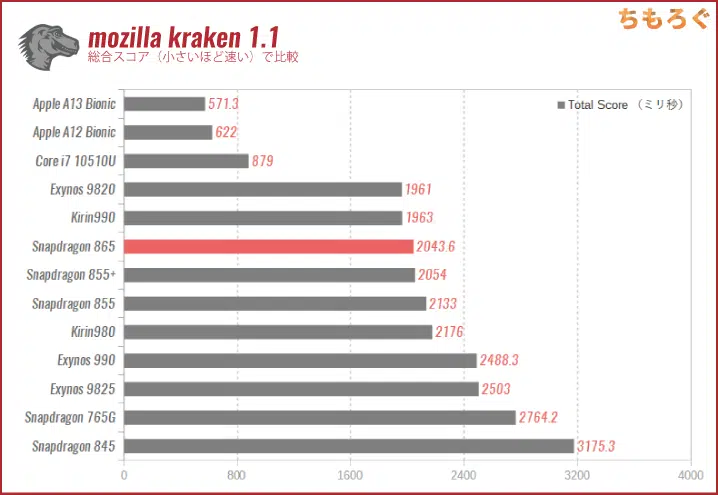 ちもろぐ
mozilla kraken 1.1
総合スコア（小さいほど速い）で比較
■ Total Score （ミリ秒）
Apple A13 Bionic 571.3
Apple A12 Bionic 622
Core i7 10510U 879
Exynos 9820 1961
Kirin990 1963
Snapdragon 865 2043.6
Snapdragon 855+ 2054
Snapdragon 855 2133
Kirin980 2176
Exynos 990 2488.3
Exynos 9825 2503
Snapdragon 765G 2764.2
Snapdragon 845 3175.3
0 800 1600 2400 3200 4000